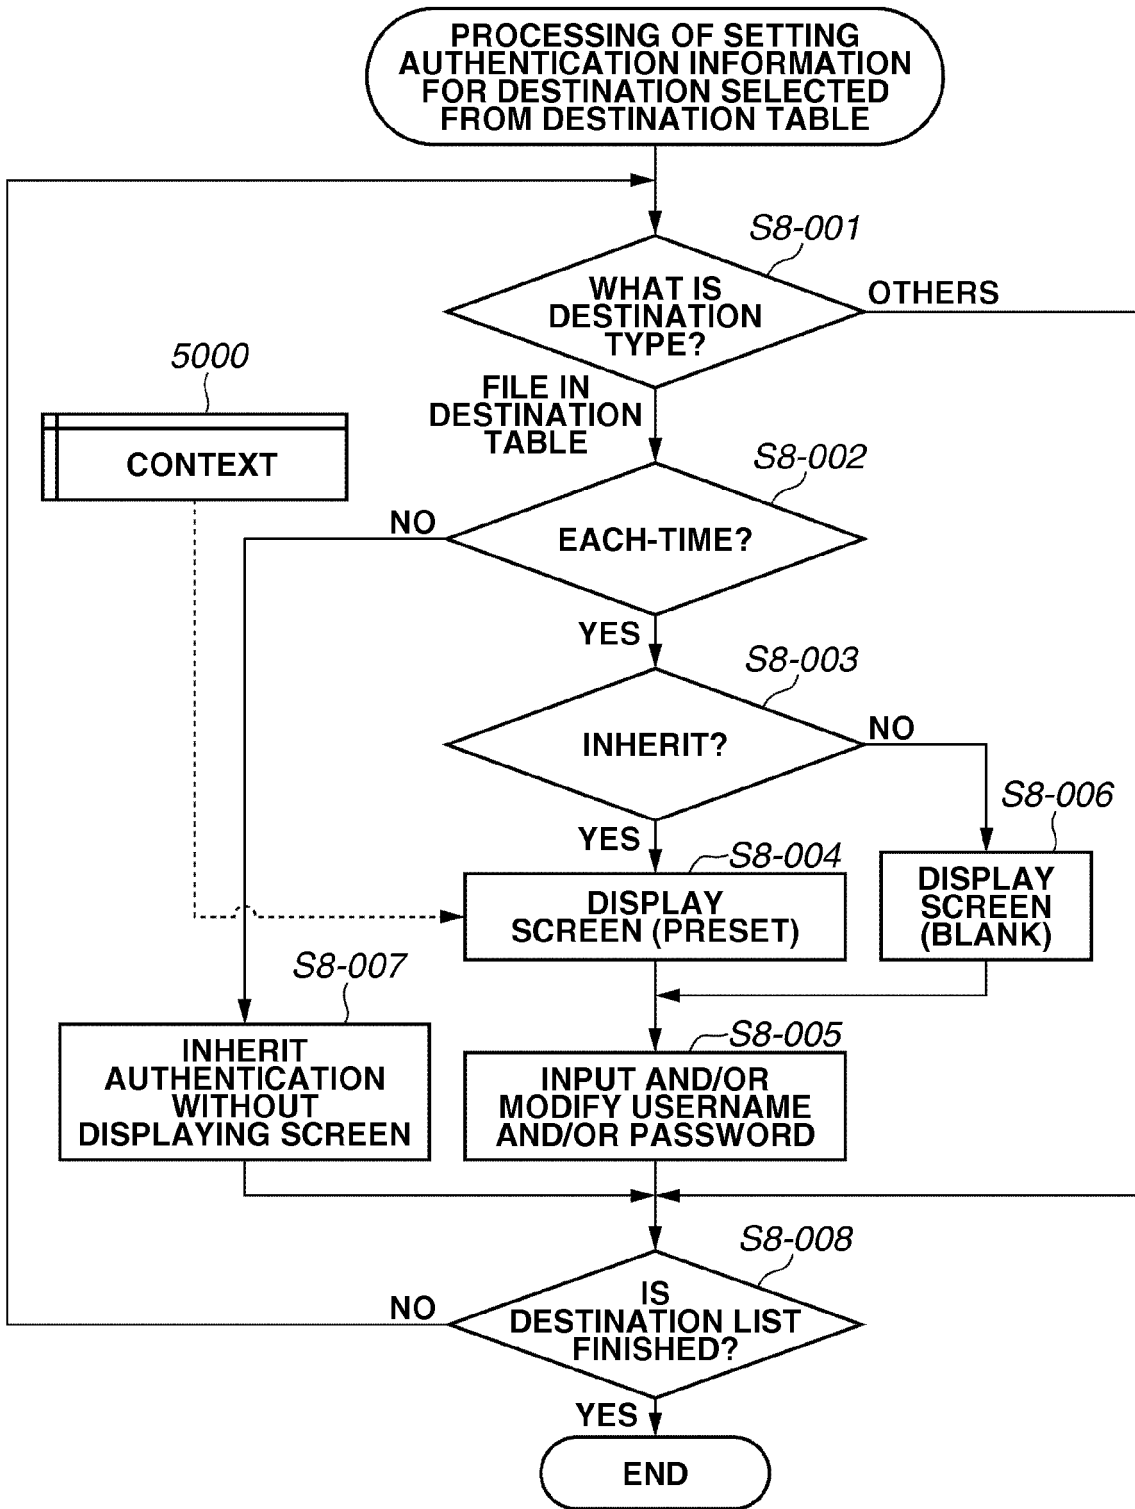 PROCESSING OF SETTING
AUTHENTICATION INFORMATION
FOR DESTINATION SELECTED
FROM DESTINATION TABLE
S8-001
WHAT IS
DESTINATION
TYPE?
OTHERS
5000
CONTEXT
FILE IN
DESTINATION
TABLE
S8-002
EACH-TIME?
NO
YES
S8-003
INHERIT?
NO
YES
S8-004
DISPLAY
SCREEN (PRESET)
S8-006
DISPLAY
SCREEN
(BLANK)
S8-007
INHERIT
AUTHENTICATION
WITHOUT
DISPLAYING SCREEN
S8-005
INPUT AND/OR
MODIFY USERNAME
AND/OR PASSWORD
S8-008
IS
DESTINATION LIST
FINISHED?
NO
YES
END